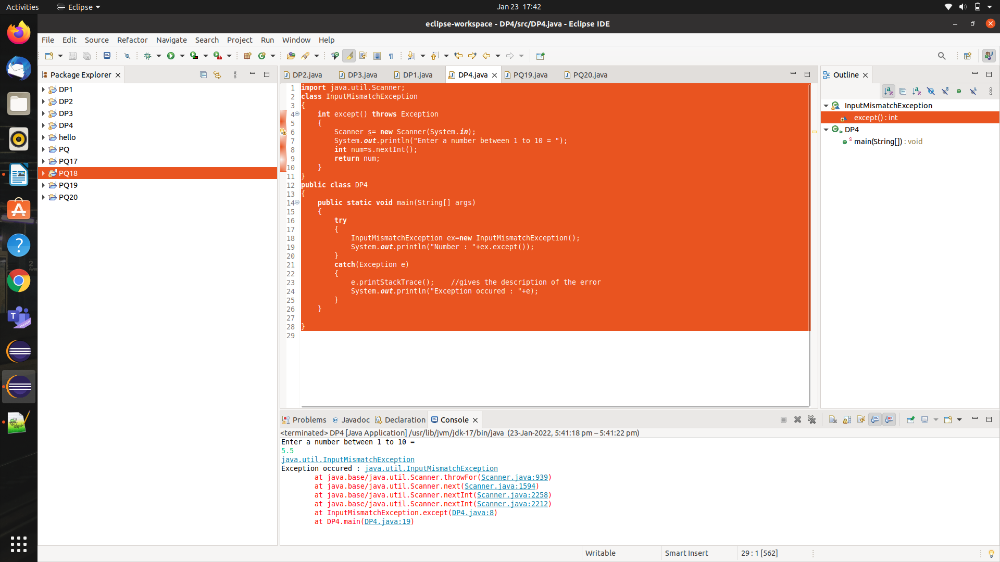 Activities
Eclipse
Jan 23 17:42
eclipse-workspace - DP4/src/DP4.java - Eclipse IDE
File Edit Source Refactor Navigate Search Project Run Window Help
Package Explorer
DP1
DP2
DP3
DP4
hello
PQ
PQ17
PQ18
PQ19
PQ20
DP2.java DP3.java DP1.java DP4.java PQ19.java PQ20.java
1 import java.util.Scanner;
2 class InputMismatchException
3 {
4 int except() throws Exception
5 {
6 Scanner s= new Scanner(System.in);
7 System.out.println("Enter a number between 1 to 10 = ");
8 int num=s.nextInt();
9 return num;
10 }
11 }
12 public class DP4
13 {
14 public static void main(String[] args)
15 {
16 try
17 {
18 InputMismatchException ex=new InputMismatchException();
19 System.out.println("Number : "+ex.except());
20 }
21 catch(Exception e)
22 {
23 e.printStackTrace(); //gives the description of the error
24 System.out.println("Exception occured : "+e);
25 }
26 }
27
28 }
29
Outline
InputMismatchException
except() : int
DP4
main(String[]) : void
Problems Javadoc Declaration Console
<terminated> DP4 [Java Application] /usr/lib/jvm/jdk-17/bin/java (23-Jan-2022, 5:41:18 pm – 5:41:22 pm)
Enter a number between 1 to 10 =
5.5
java.util.InputMismatchException
Exception occured : java.util.InputMismatchException
at java.base/java.util.Scanner.throwFor(Scanner.java:939)
at java.base/java.util.Scanner.next(Scanner.java:1594)
at java.base/java.util.Scanner.nextInt(Scanner.java:2258)
at java.base/java.util.Scanner.nextInt(Scanner.java:2212)
at InputMismatchException.except(DP4.java:8)
at DP4.main(DP4.java:19)
Writable
Smart Insert
29 : 1 [562]